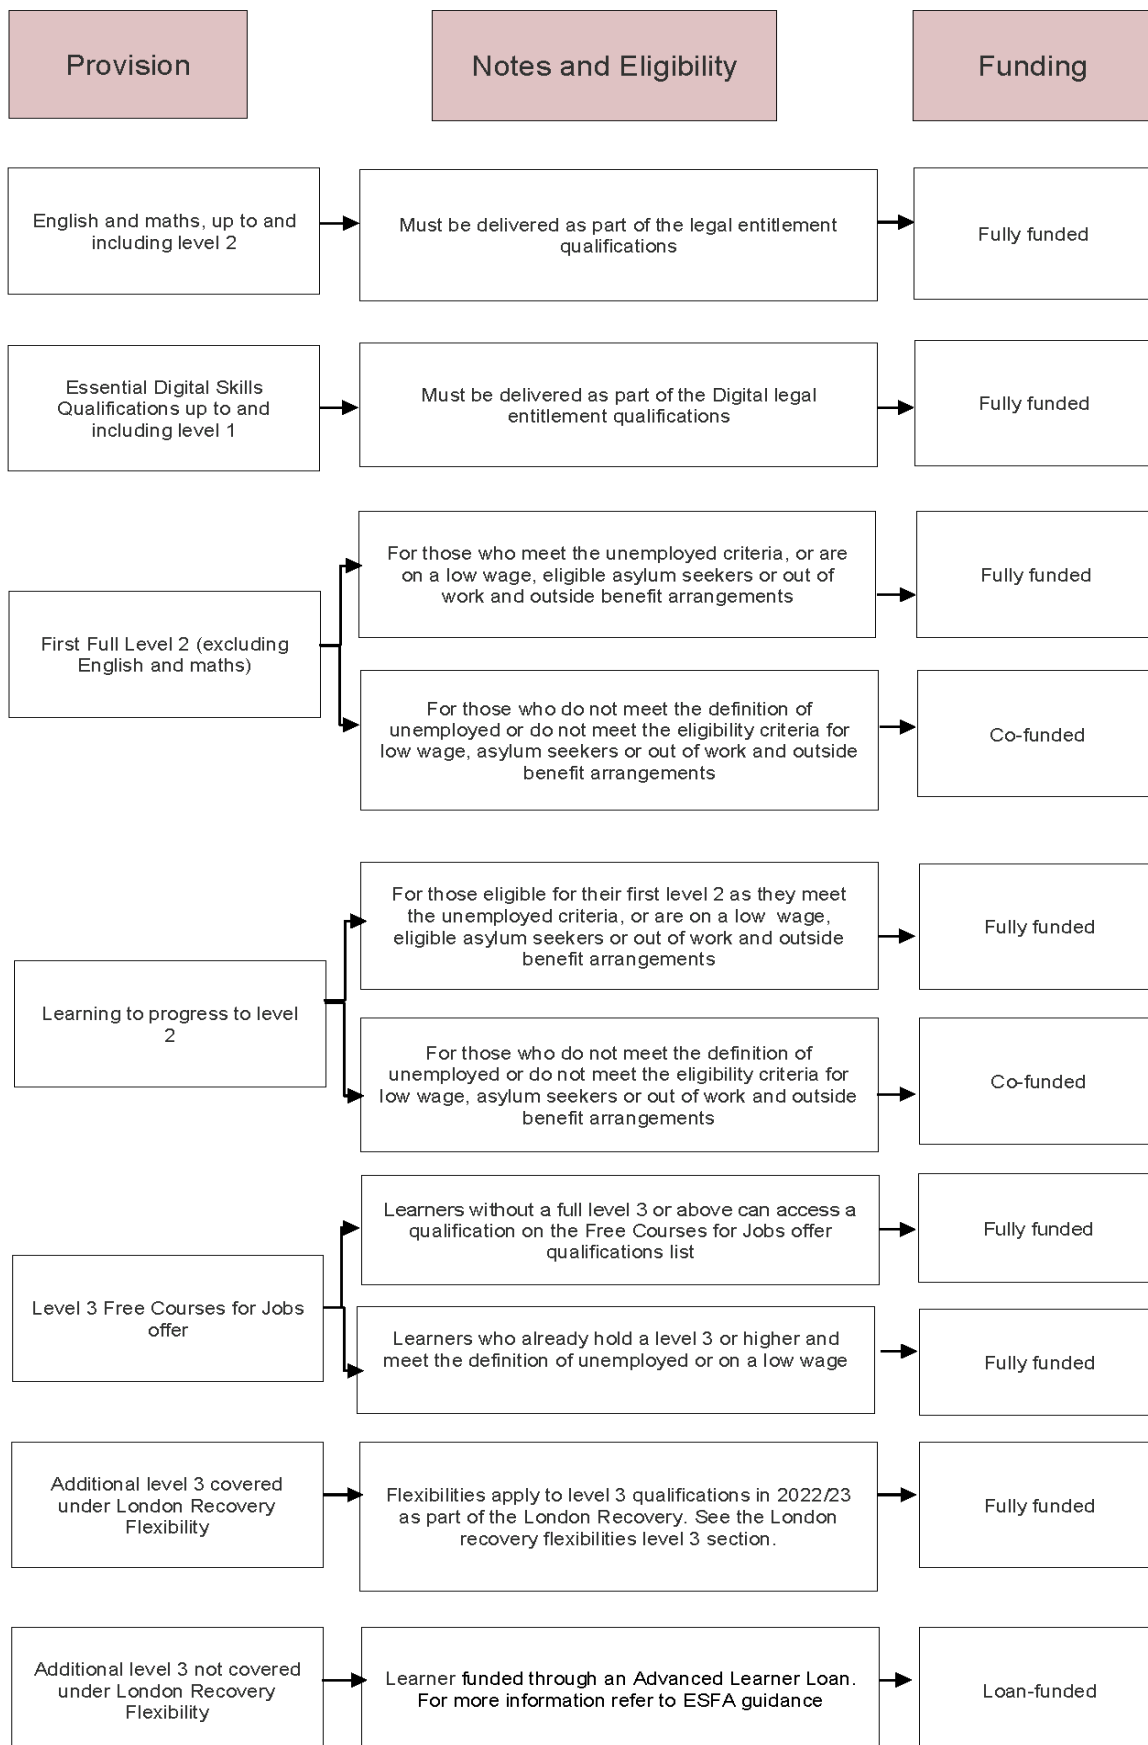 Provision
Notes and Eligibility
Funding
English and maths, up to and
including level 2
Must be delivered as part of the legal entitlement
qualifications
Fully funded
Essential Digital Skills
Qualifications up to and
including level 1
Must be delivered as part of the Digital legal
entitlement qualifications
Fully funded
First Full Level 2 (excluding
English and maths)
For those who meet the unemployed criteria, or are
on a low wage, eligible asylum seekers or out of
work and outside benefit arrangements
Fully funded
For those who do not meet the definition of
unemployed or do not meet the eligibility criteria for
low wage, asylum seekers or out of work and outside
benefit arrangements
Co-funded
Learning to progress to level
2
For those eligible for their first level 2 as they meet
the unemployed criteria, or are on a low wage,
eligible asylum seekers or out of work and outside
benefit arrangements
Fully funded
For those who do not meet the definition of
unemployed or do not meet the eligibility criteria for
low wage, asylum seekers or out of work and outside
benefit arrangements
Co-funded
Level 3 Free Courses for Jobs
offer
Learners without a full level 3 or above can access a
qualification on the Free Courses for Jobs offer
qualifications list
Fully funded
Learners who already hold a level 3 or higher and
meet the definition of unemployed or on a low wage
Fully funded
Additional level 3 covered
under London Recovery
Flexibility
Flexibilities apply to level 3 qualifications in 2022/23
as part of the London Recovery. See the London
recovery flexibilities level 3 section.
Fully funded
Additional level 3 not covered
under London Recovery
Flexibility
Learner funded through an Advanced Learner Loan.
For more information refer to ESFA guidance
Loan-funded